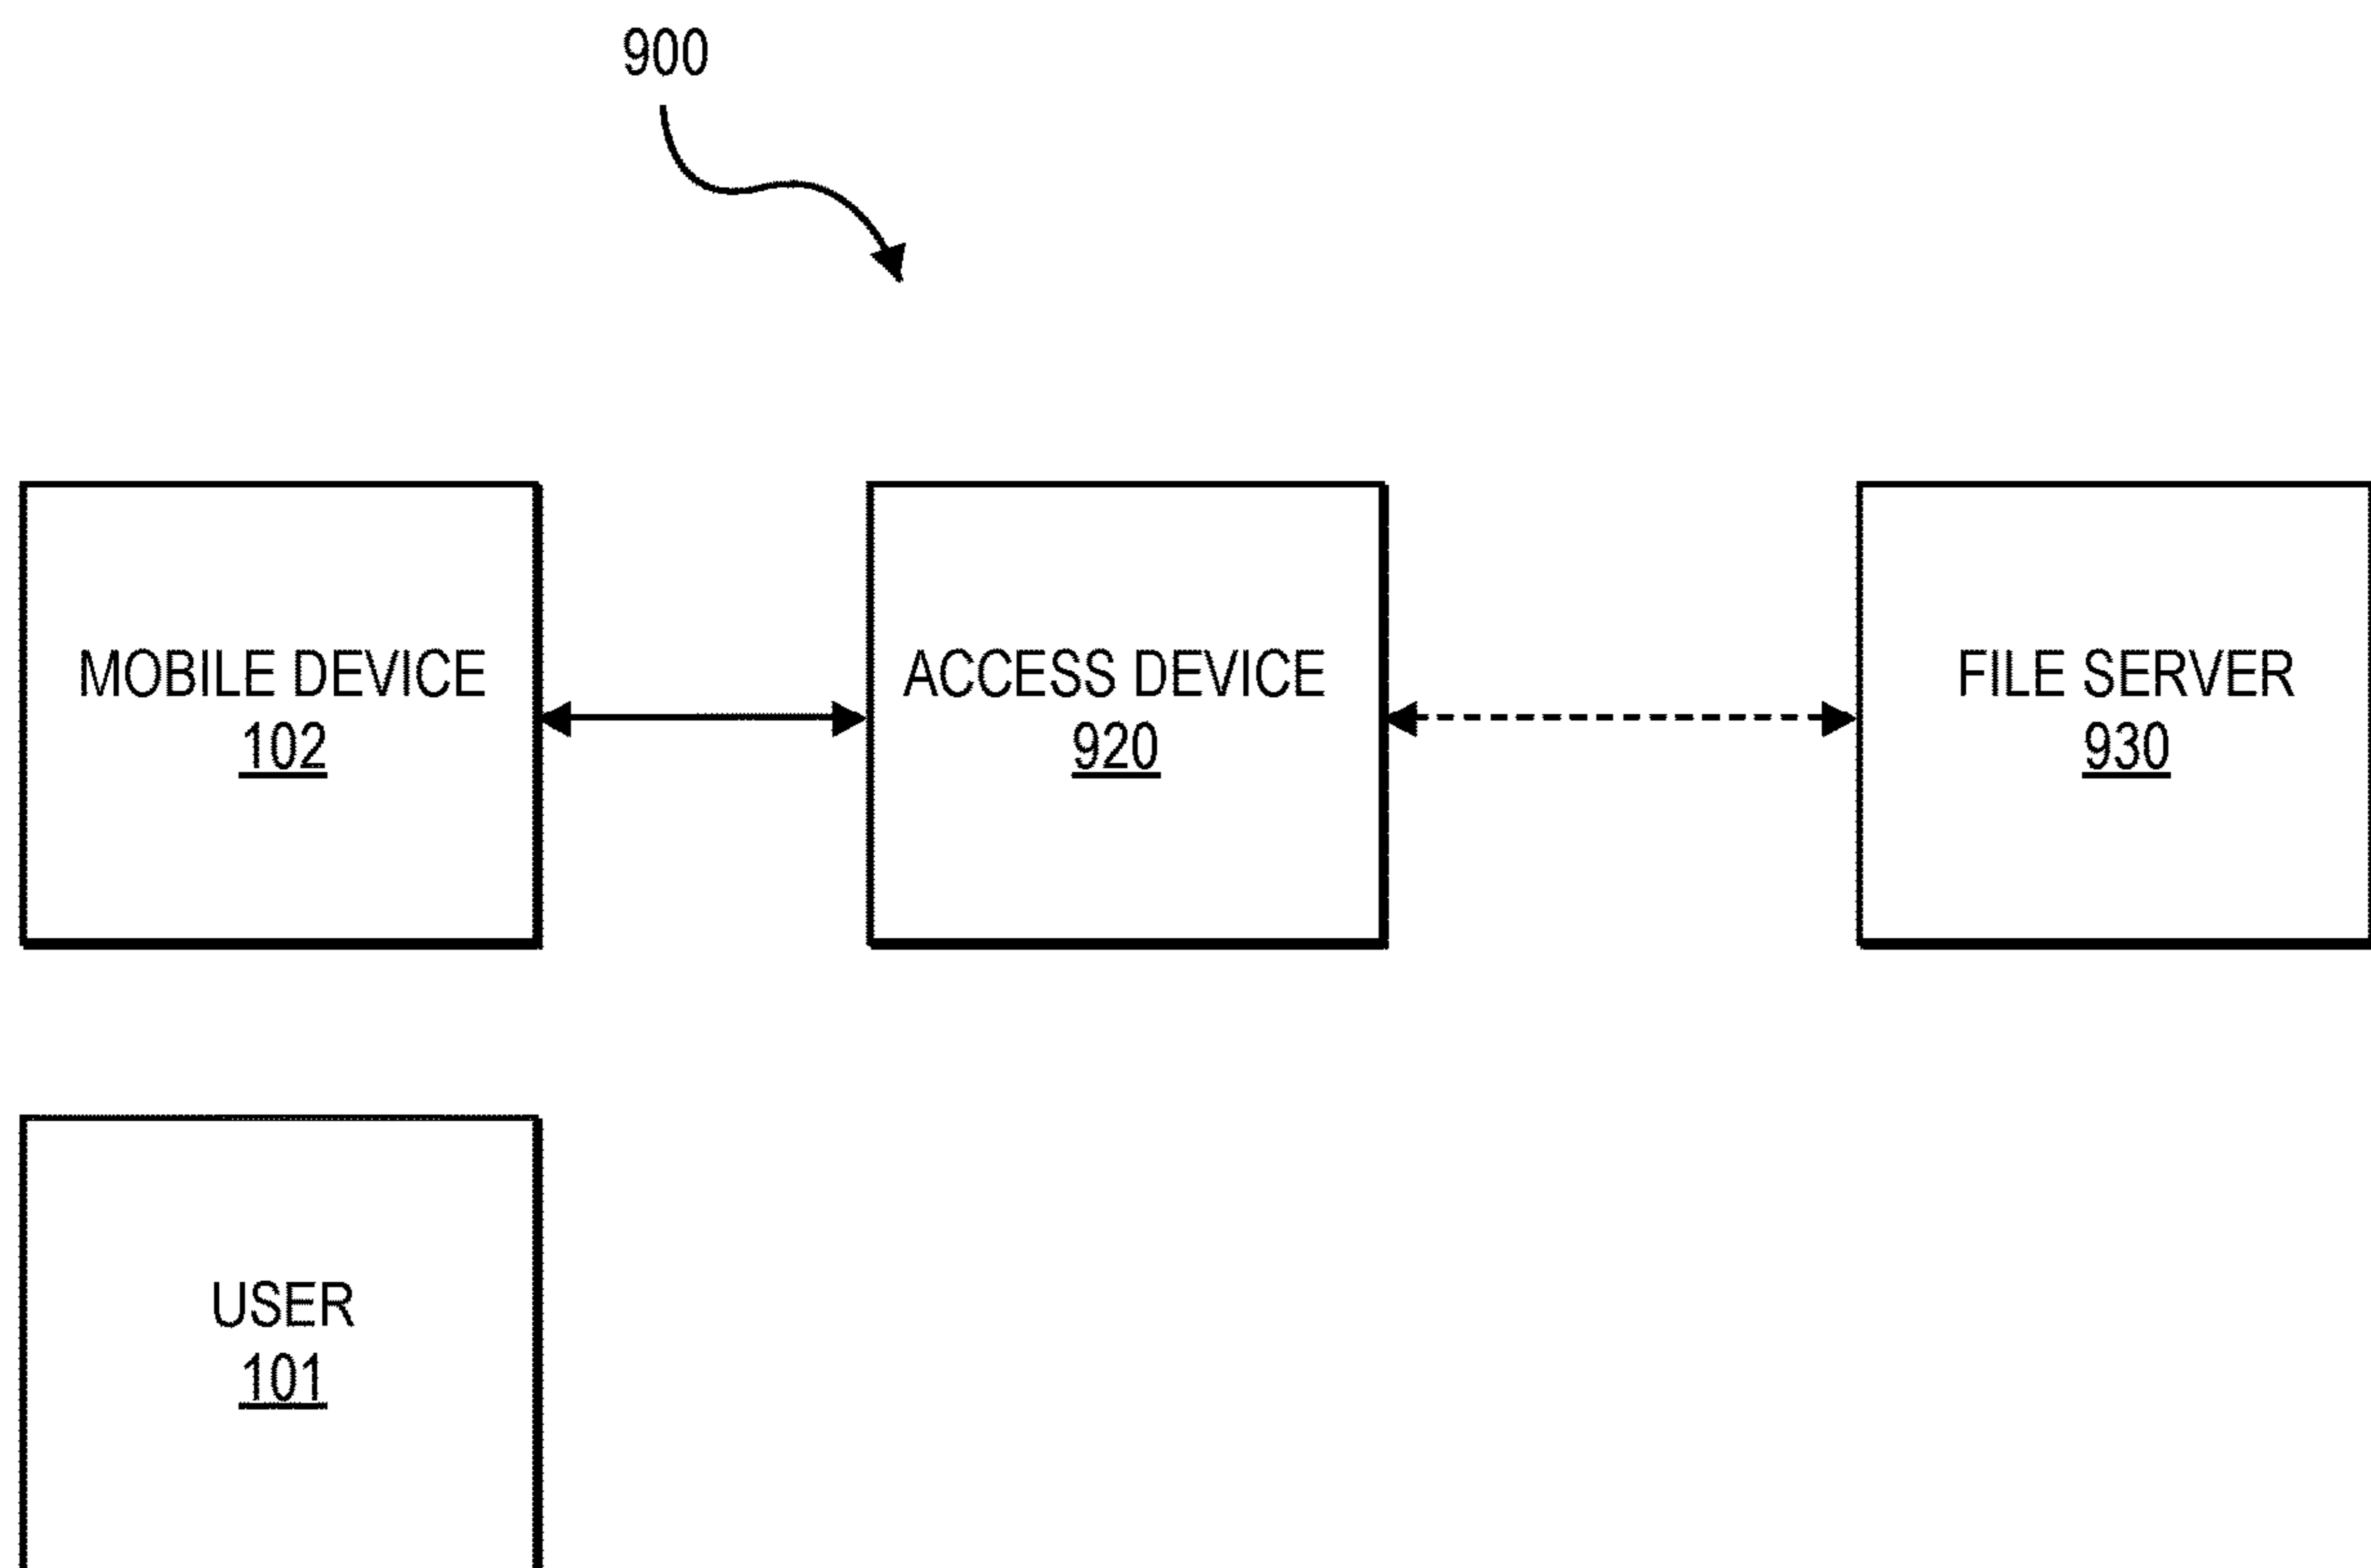 900
MOBILE DEVICE
102
ACCESS DEVICE
920
FILE SERVER
930
USER
101